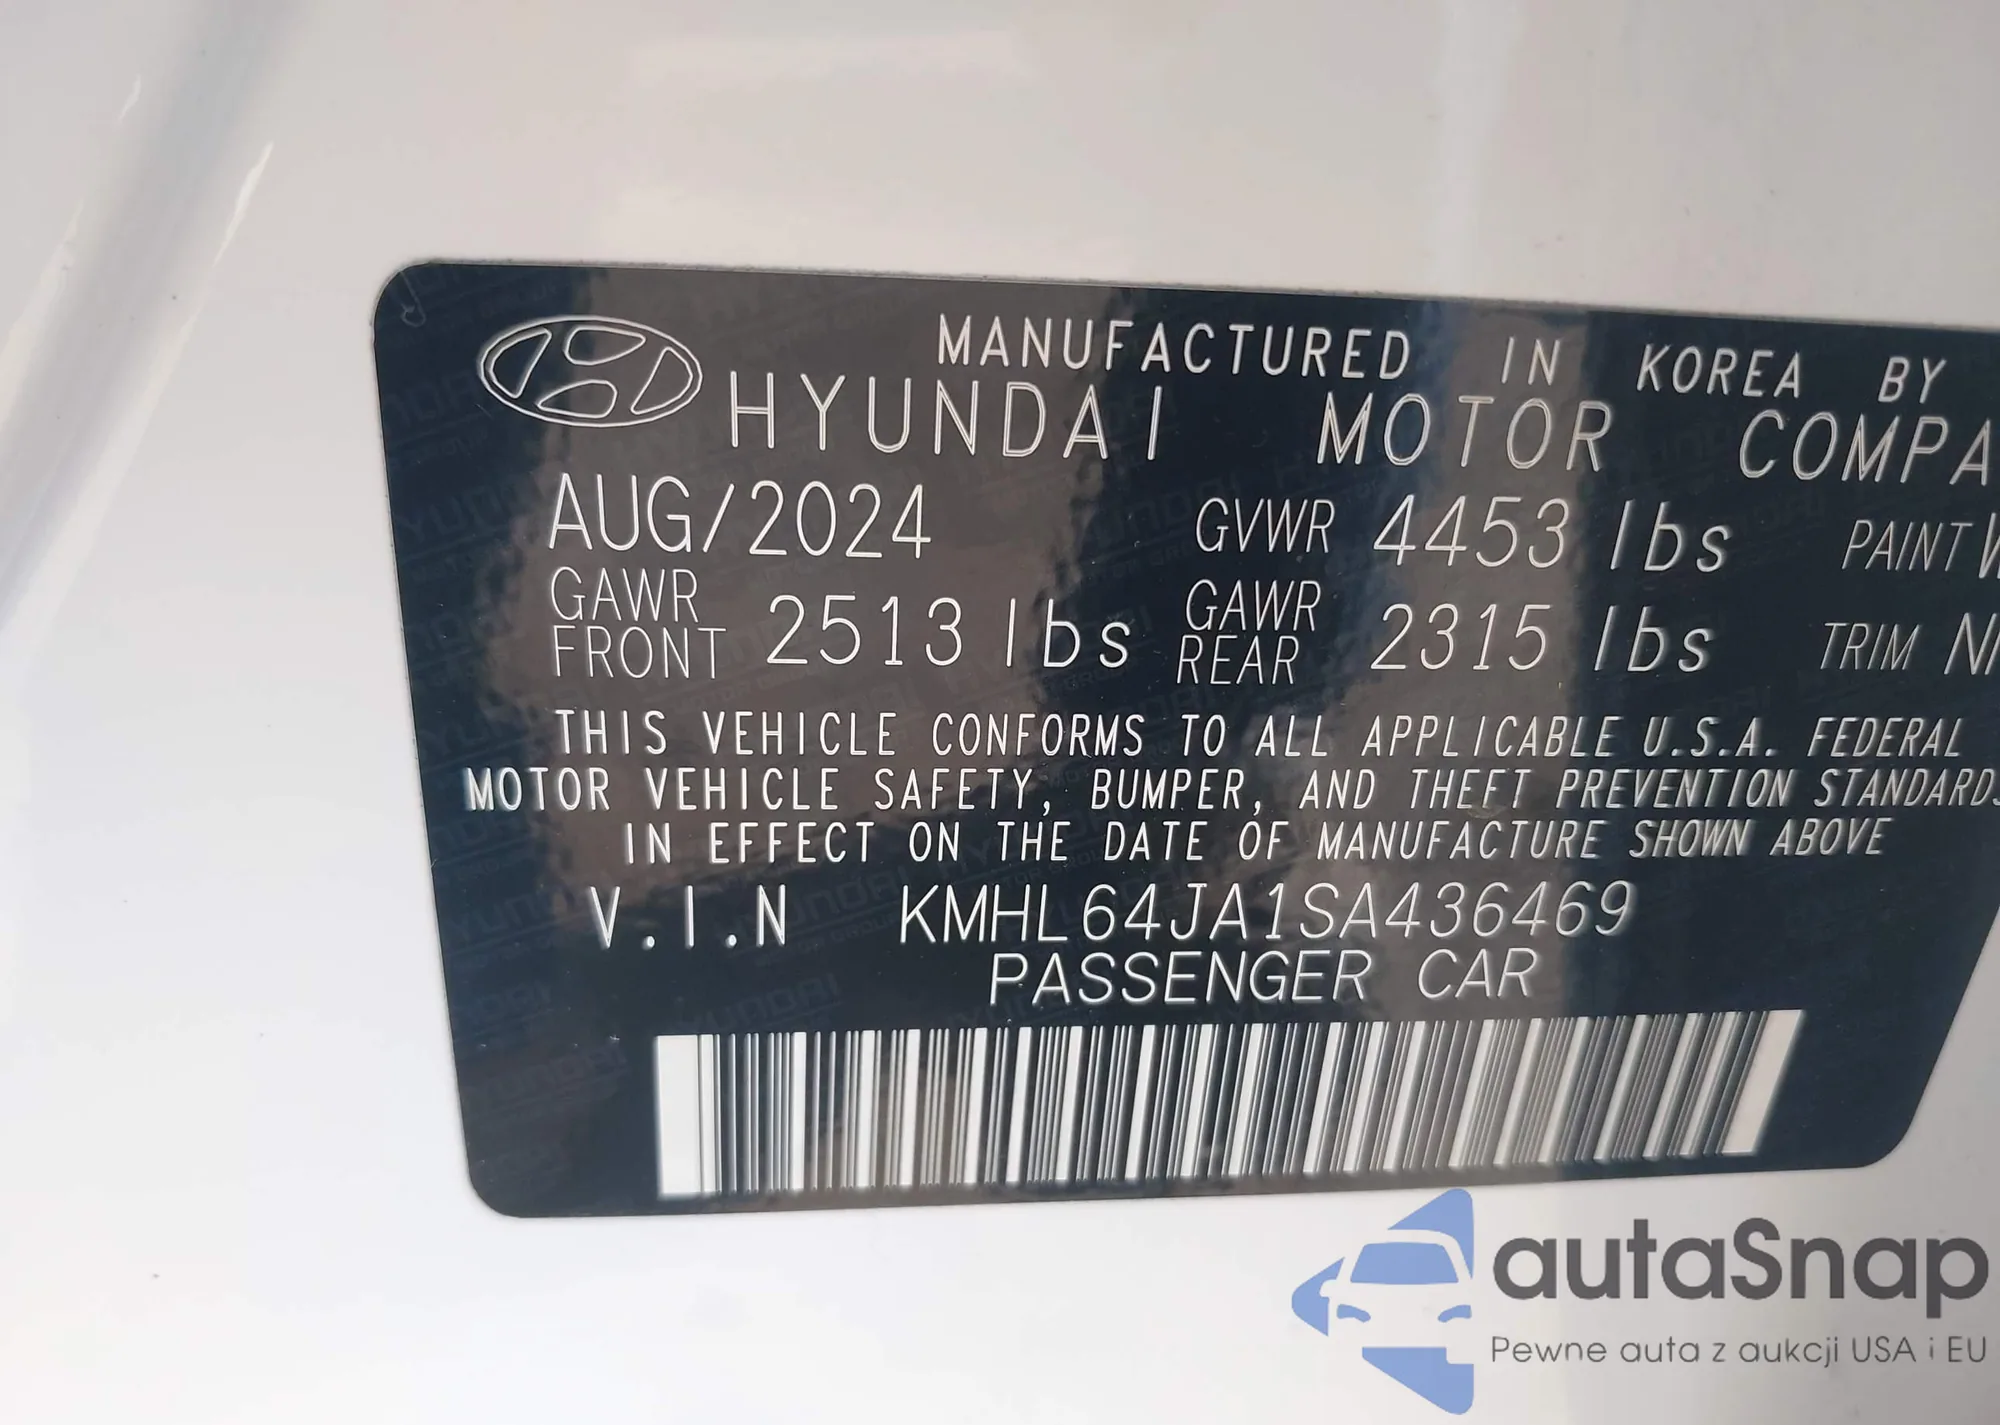 MANUFACTURED IN KOREA BY
HYUNDAI MOTOR COMPA
AUG/2024 GVWR 4453 lbs PAINT
GAWR FRONT 2513 lbs GAWR REAR 2315 lbs TRIM
THIS VEHICLE CONFORMS TO ALL APPLICABLE U.S.A. FEDERAL
MOTOR VEHICLE SAFETY, BUMPER, AND THEFT PREVENTION STANDARDS
IN EFFECT ON THE DATE OF MANUFACTURE SHOWN ABOVE
V.I.N KMHL64JA1SA436469
PASSENGER CAR
autaSnap
Pewne auta z aukcji USA i EU